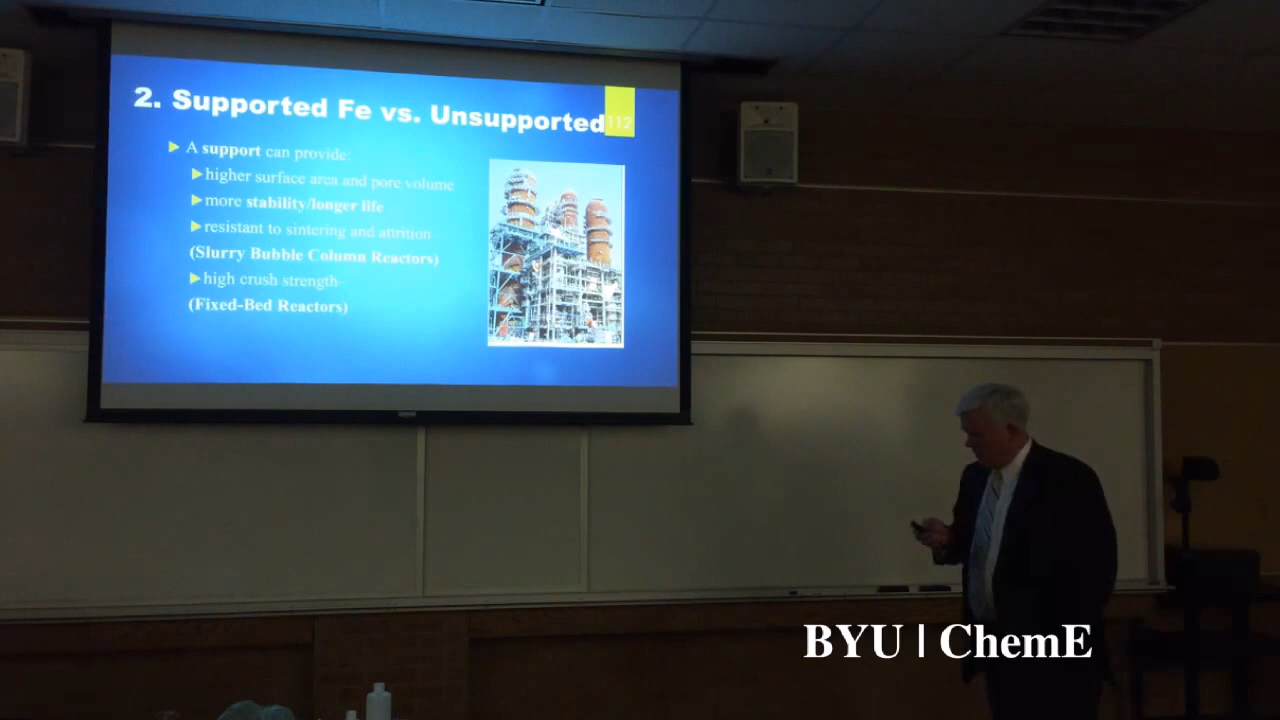 2. Supported Fe vs. Unsupported
112
A support can provide:
higher surface area and pore volume
more stability/longer life
resistant to sintering and attrition
(Slurry Bubble Column Reactors)
high crush strength–
(Fixed-Bed Reactors)
BYU | ChemE